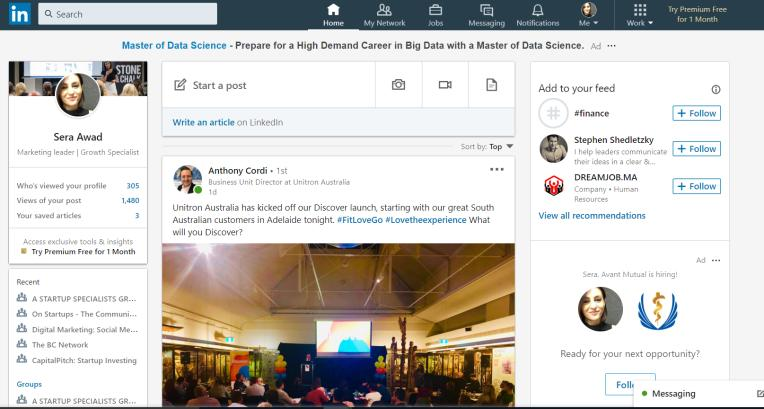 in
Search
Home
My Network
Jobs
Messaging
Notifications
Me
Work
Try Premium Free
for 1 Month
Master of Data Science - Prepare for a High Demand Career in Big Data with a Master of Data Science. Ad ...
STONE
Sera Awad
Marketing leader | Growth Specialist
Who's viewed your profile 305
Views of your post 1,480
Your saved articles 3
Access exclusive tools & insights
Try Premium Free for 1 Month
Recent
A STARTUP SPECIALISTS GR...
On Startups - The Communi...
Digital Marketing: Social Me...
The BC Network
CapitalPitch: Startup Investing
Groups
A STARTUP SPECIALISTS GR...
Start a post
Write an article on LinkedIn
Sort by: Top
Anthony Cordi • 1st
Business Unit Director at Unitron Australia
1d
Unitron Australia has kicked off our Discover launch, starting with our great South
Australian customers in Adelaide tonight. #FitLoveGo #Lovetheexperience What
will you Discover?
Add to your feed
#
#finance
+ Follow
Stephen Shedletzky
I help leaders communicate
their ideas in a clear &...
+ Follow
DREAMJOB.MA
Company • Human
Resources
+ Follow
View all recommendations
Ad ...
Sera, Avant Mutual is hiring!
Ready for your next opportunity?
Messaging